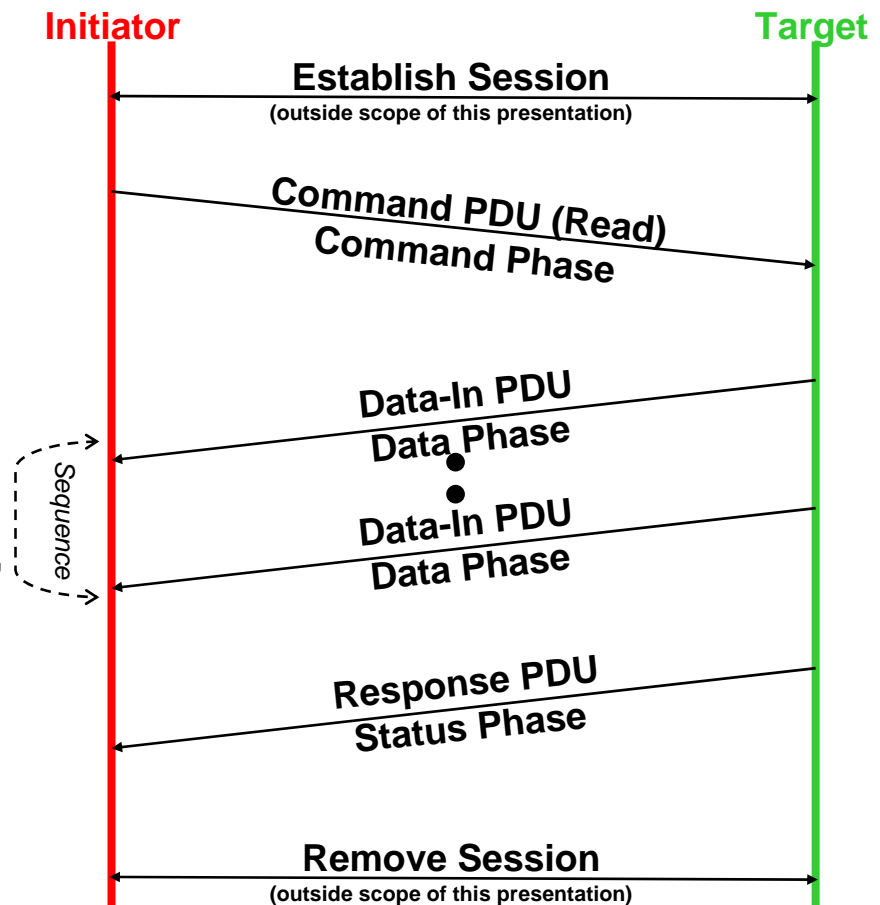 Initiator
Target
Establish Session
(outside scope of this presentation)
Command PDU (Read)
Command Phase
Data-In PDU
Data Phase
Sequence
Data-In PDU
Data Phase
Response PDU
Status Phase
Remove Session
(outside scope of this presentation)